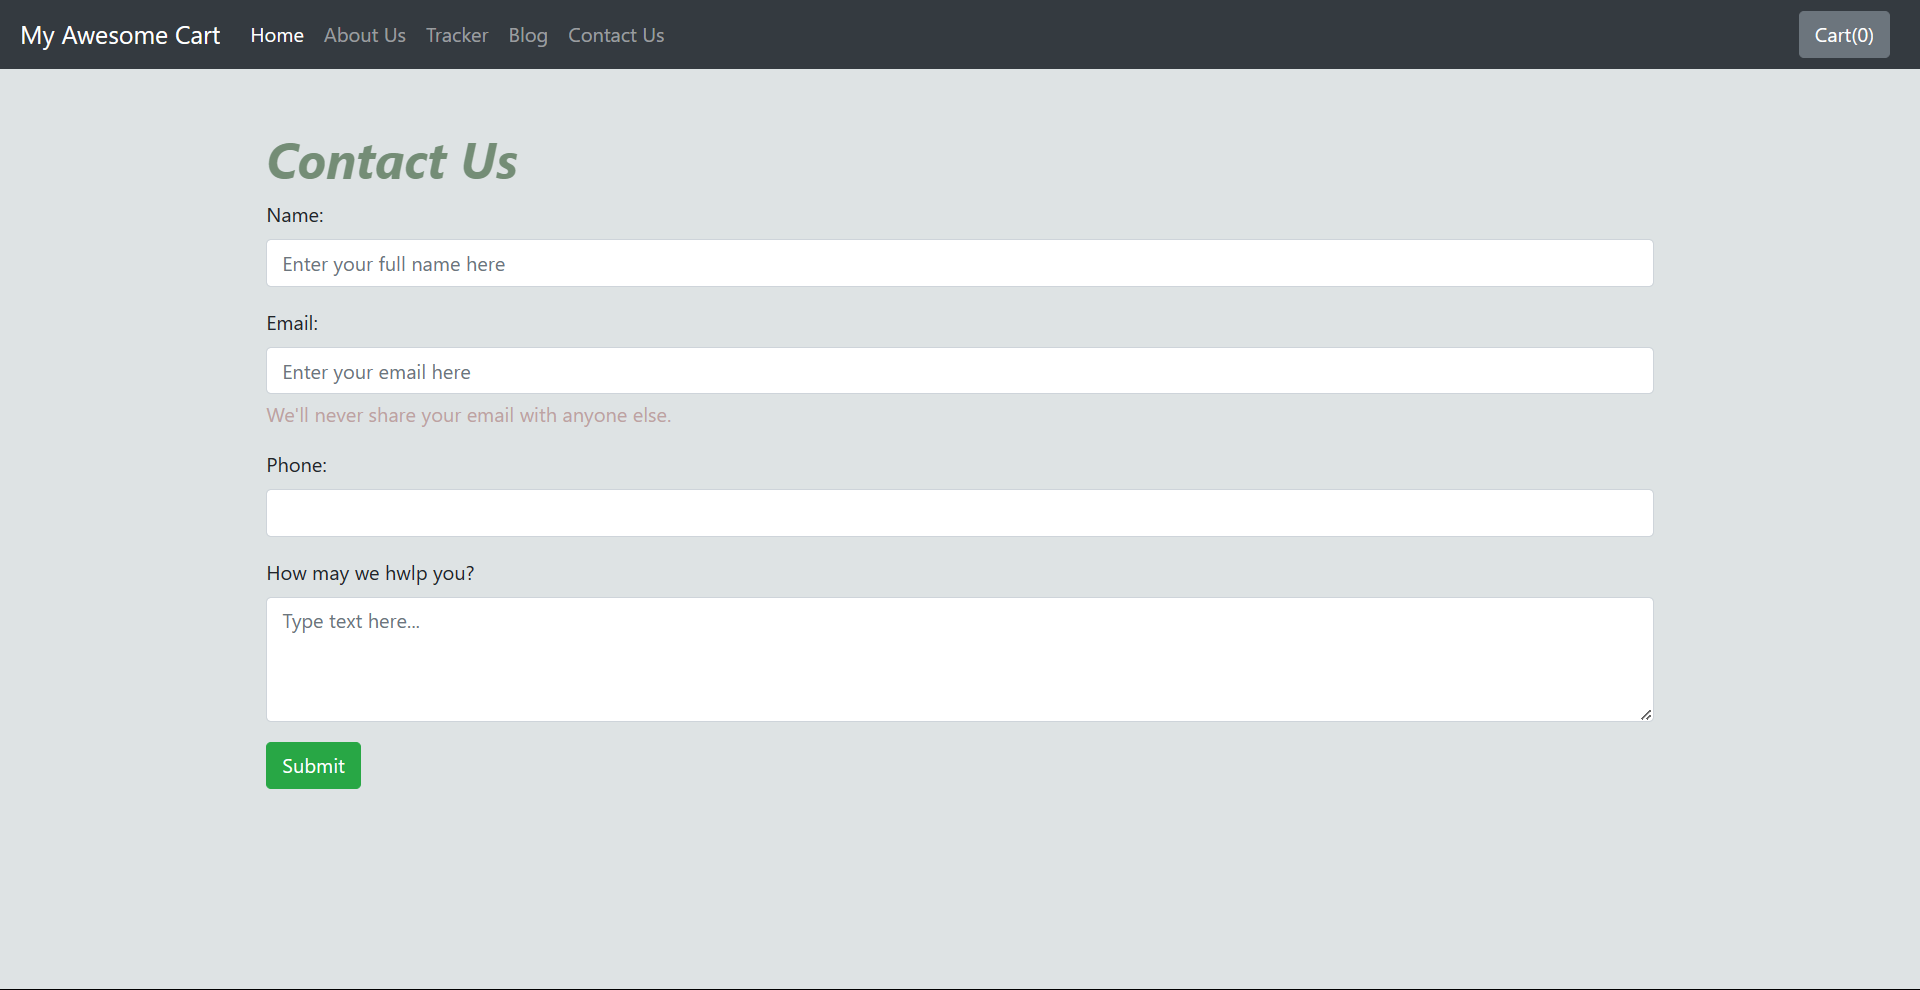 My Awesome Cart Home About Us Tracker Blog Contact Us Cart(0)
Contact Us
Name:
Enter your full name here
Email:
Enter your email here
We'll never share your email with anyone else.
Phone:
How may we hwlp you?
Type text here...
Submit